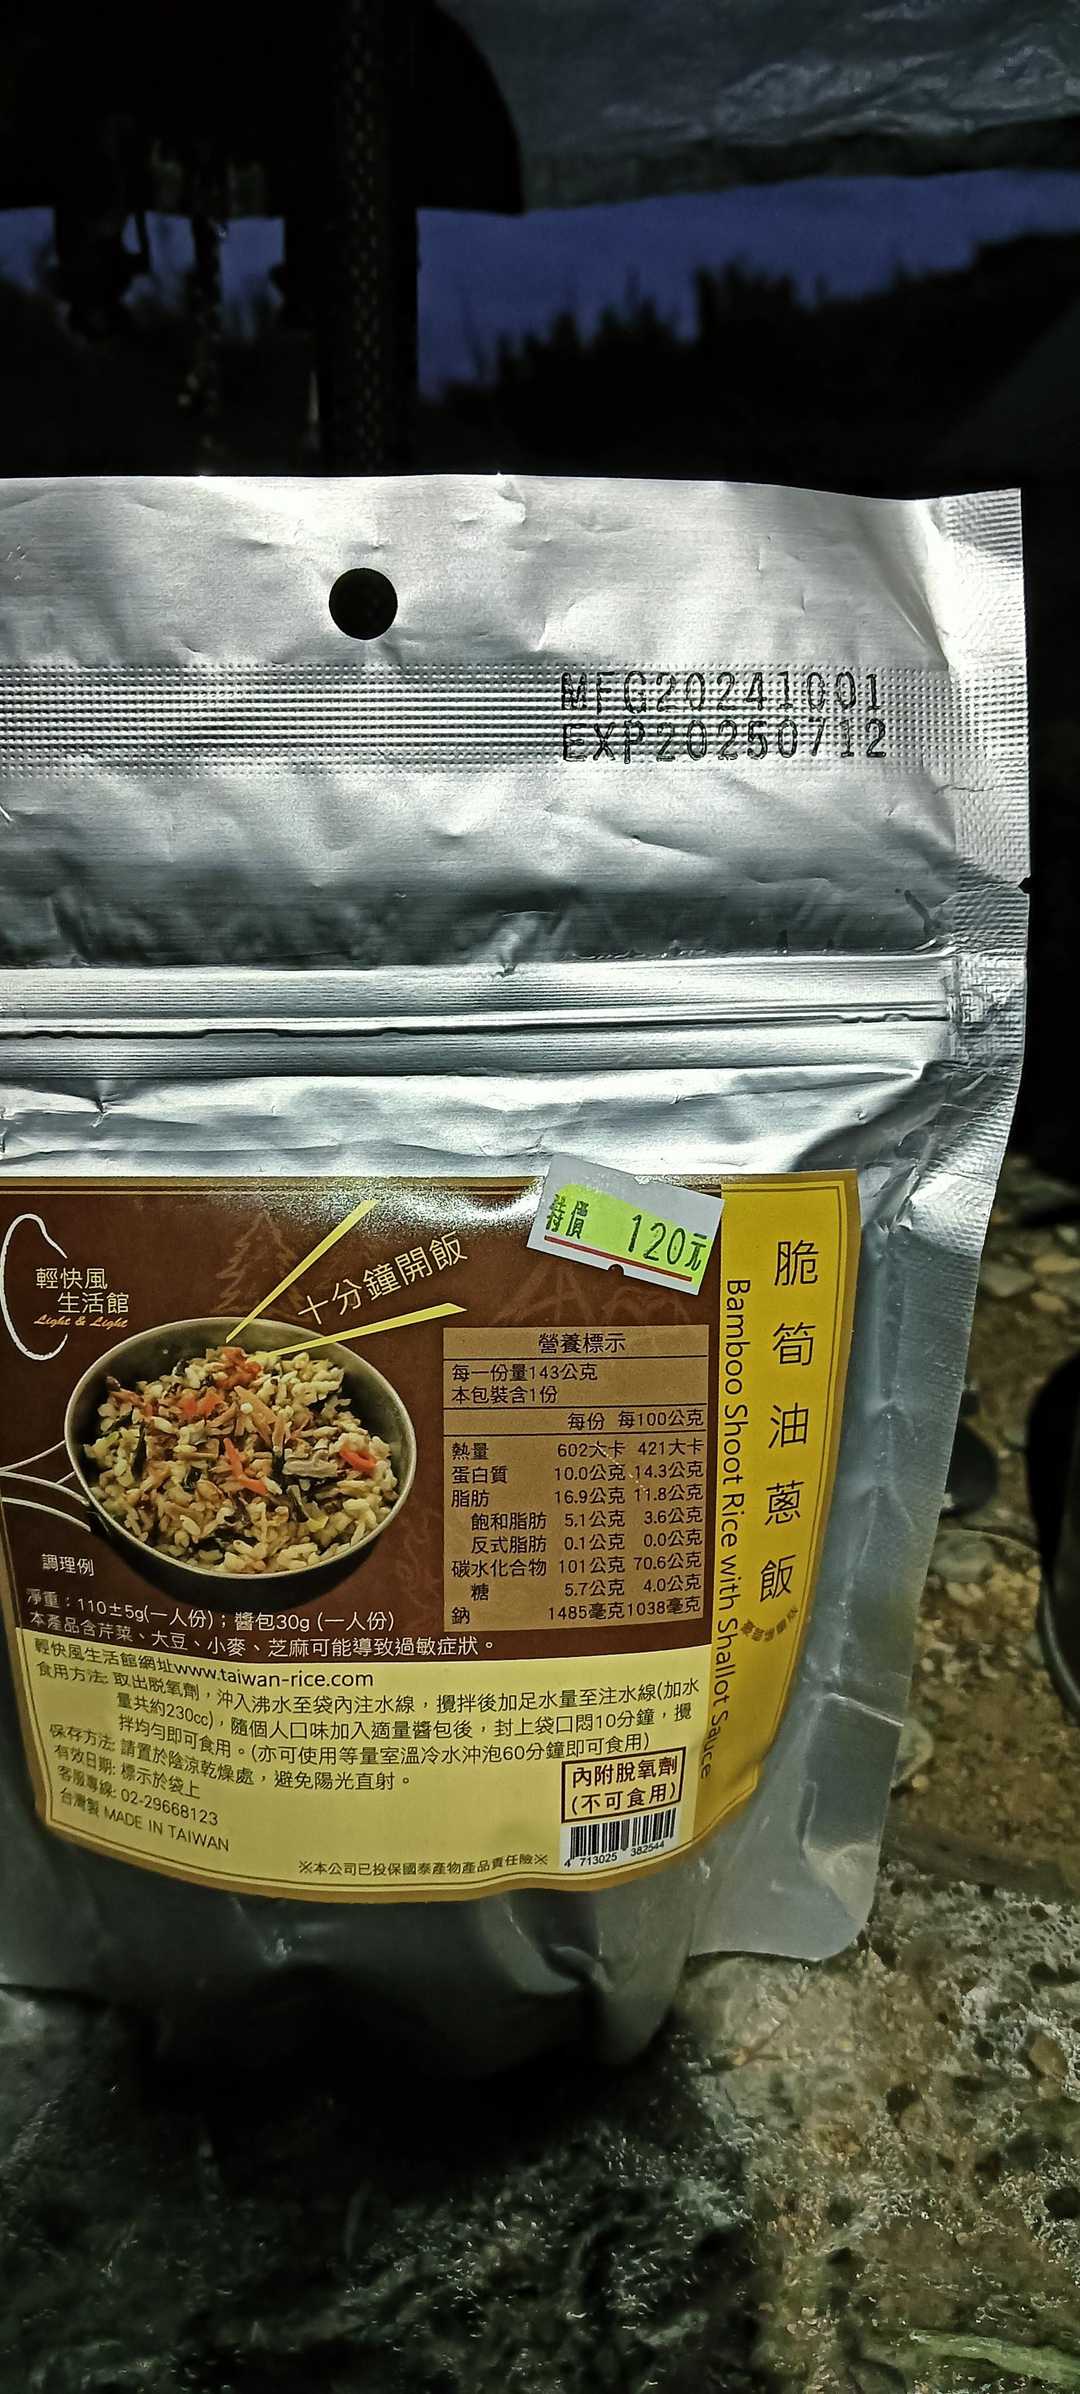 MFG20241001
EXP20250712
特價 120元
輕快風
生活館
Light & Light
十分鐘開飯
脆筍油蔥飯
Bamboo Shoot Rice with Shallot Sauce
營養標示
每一份量143公克
本包裝含1份
每份 每100公克
熱量 602大卡 421大卡
蛋白質 10.0公克 14.3公克
脂肪 16.9公克 11.8公克
飽和脂肪 5.1公克 3.6公克
反式脂肪 0.1公克 0.0公克
碳水化合物 101公克 70.6公克
糖 5.7公克 4.0公克
鈉 1485毫克 1038毫克
調理例
淨重：110±5g(一人份)；醬包30g (一人份)
本產品含芹菜、大豆、小麥、芝麻可能導致過敏症狀。
輕快風生活館網址www.taiwan-rice.com
食用方法: 取出脫氧劑，沖入沸水至袋內注水線，攪拌後加足水量至注水線(加水
量共約230cc)，隨個人口味加入適量醬包後，封上袋口悶10分鐘，攪
拌均勻即可食用。(亦可使用等量室溫冷水沖泡60分鐘即可食用)
保存方法: 請置於陰涼乾燥處，避免陽光直射。
有效日期: 標示於袋上
客服專線: 02-29668123
台灣製 MADE IN TAIWAN
內附脫氧劑
(不可食用)
4 713025 382544
※本公司已投保國泰產物產品責任險※